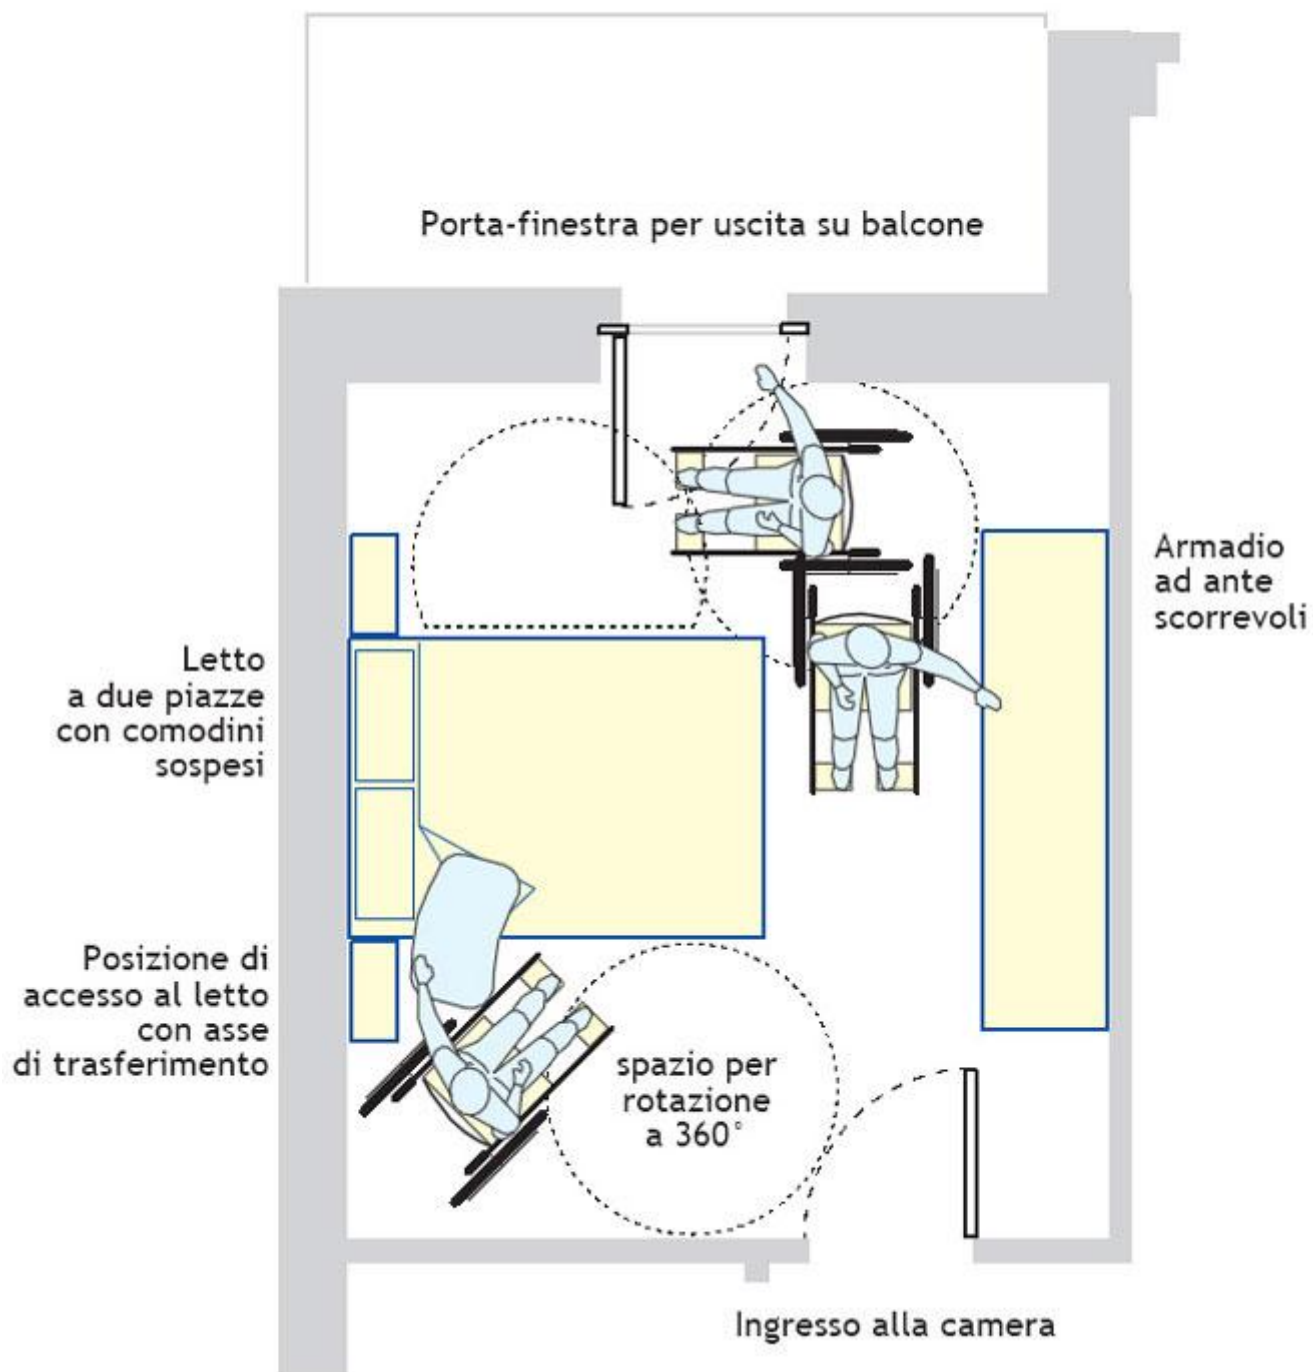 Porta-finestra per uscita su balcone
Armadio
ad ante
scorrevoli
Letto
a due piazze
con comodini
sospesi
Posizione di
accesso al letto
con asse
di trasferimento
spazio per
rotazione
a 360°
Ingresso alla camera